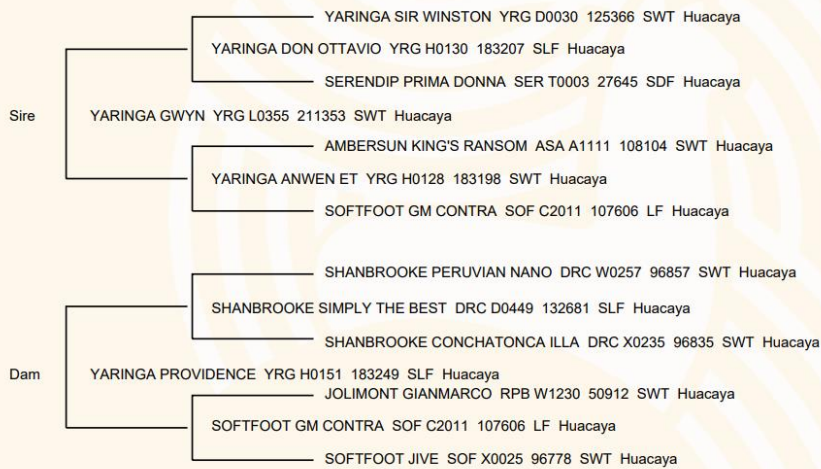 YARINGA SIR WINSTON YRG D0030 125366 SWT Huacaya
YARINGA DON OTTAVIO YRG H0130 183207 SLF Huacaya
SERENDIP PRIMA DONNA SER T0003 27645 SDF Huacaya
Sire
YARINGA GWYN YRG L0355 211353 SWT Huacaya
AMBERSUN KING'S RANSOM ASA A1111 108104 SWT Huacaya
YARINGA ANWEN ET YRG H0128 183198 SWT Huacaya
SOFTFOOT GM CONTRA SOF C2011 107606 LF Huacaya
SHANBROOKE PERUVIAN NANO DRC W0257 96857 SWT Huacaya
SHANBROOKE SIMPLY THE BEST DRC D0449 132681 SLF Huacaya
SHANBROOKE CONCHATONCA ILLA DRC X0235 96835 SWT Huacaya
Dam
YARINGA PROVIDENCE YRG H0151 183249 SLF Huacaya
JOLIMONT GIANMARCO RPB W1230 50912 SWT Huacaya
SOFTFOOT GM CONTRA SOF C2011 107606 LF Huacaya
SOFTFOOT JIVE SOF X0025 96778 SWT Huacaya